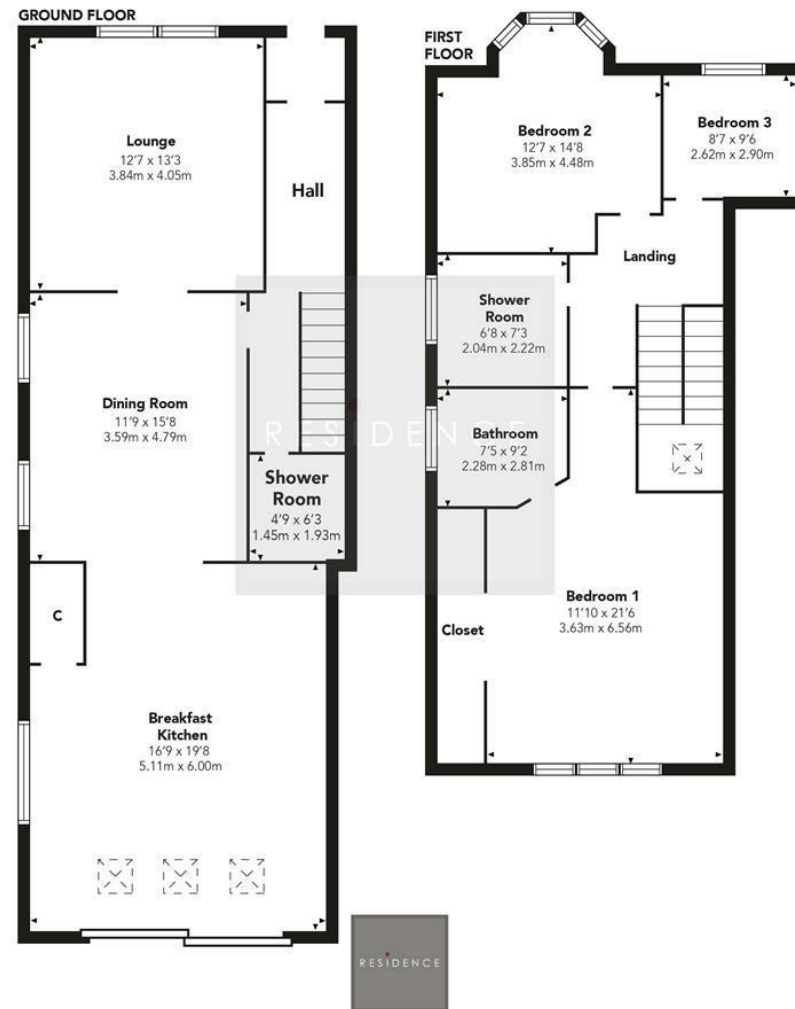 GROUND FLOOR
Lounge
12'7 x 13'3
3.84m x 4.05m
Hall
Dining Room
11'9 x 15'8
3.59m x 4.79m
Shower
Room
4'9 x 6'3
1.45m x 1.93m
C
Breakfast
Kitchen
16'9 x 19'8
5.11m x 6.00m
FIRST
FLOOR
Bedroom 2
12'7 x 14'8
3.85m x 4.48m
Bedroom 3
8'7 x 9'6
2.62m x 2.90m
Landing
Shower
Room
6'8 x 7'3
2.04m x 2.22m
Bathroom
7'5 x 9'2
2.28m x 2.81m
Bedroom 1
11'10 x 21'6
3.63m x 6.56m
Closet
RESIDENCE
RESIDENCE